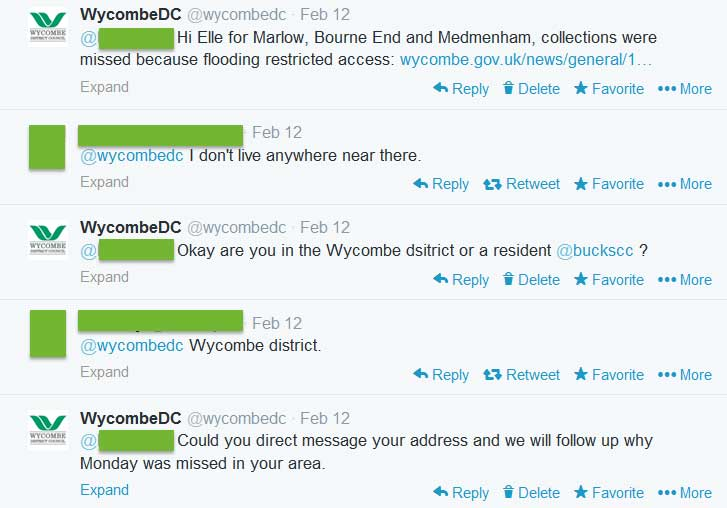 WycombeDC @wycombedc · Feb 12
@ Hi Elle for Marlow, Bourne End and Medmenham, collections were
missed because flooding restricted access: wycombe.gov.uk/news/general/1…
Expand Reply Delete Favorite More
WYCOMBE
DISTRICT COUNCIL
Feb 12
@wycombedc I don't live anywhere near there.
Expand Reply Retweet Favorite More
WycombeDC @wycombedc · Feb 12
@ Okay are you in the Wycombe dsitrict or a resident @buckscc ?
Expand Reply Delete Favorite More
WYCOMBE
DISTRICT COUNCIL
Feb 12
@wycombedc Wycombe district.
Expand Reply Retweet Favorite More
WycombeDC @wycombedc · Feb 12
@ Could you direct message your address and we will follow up why
Monday was missed in your area.
Expand Reply Delete Favorite More
WYCOMBE
DISTRICT COUNCIL